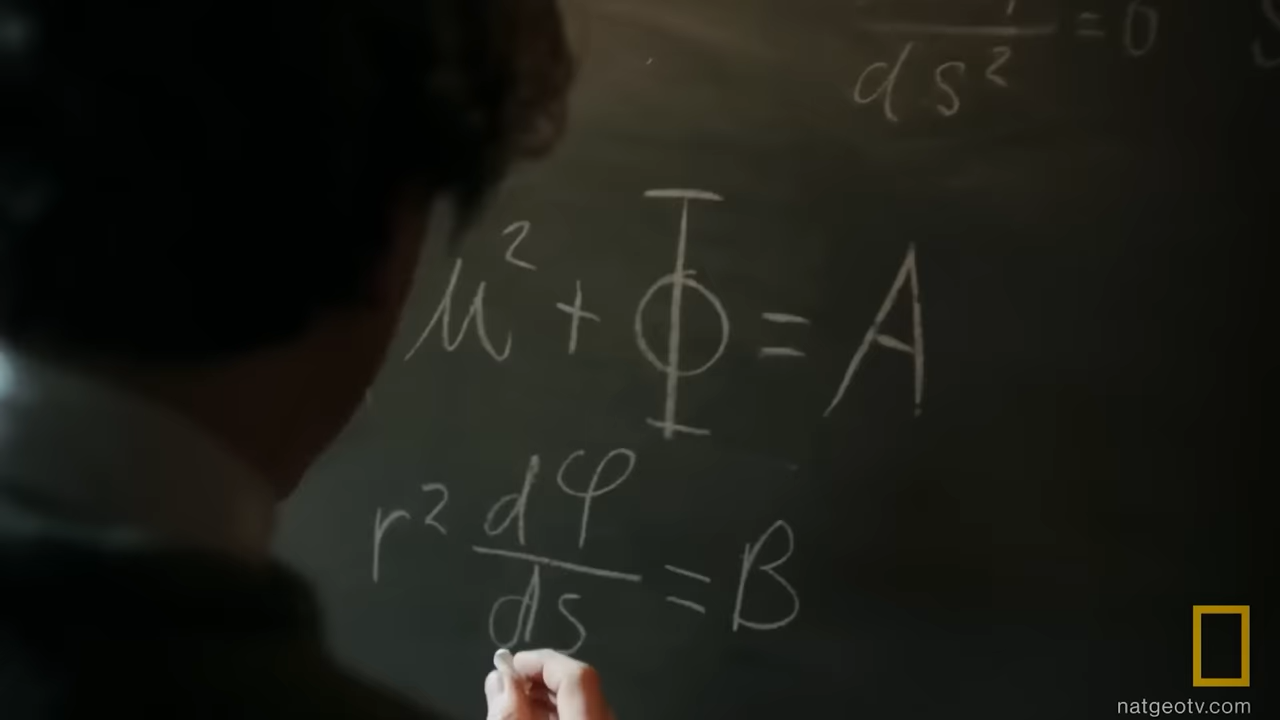 ds² = 0
u² + Φ = A
r² dφ/ds = B
natgeotv.com